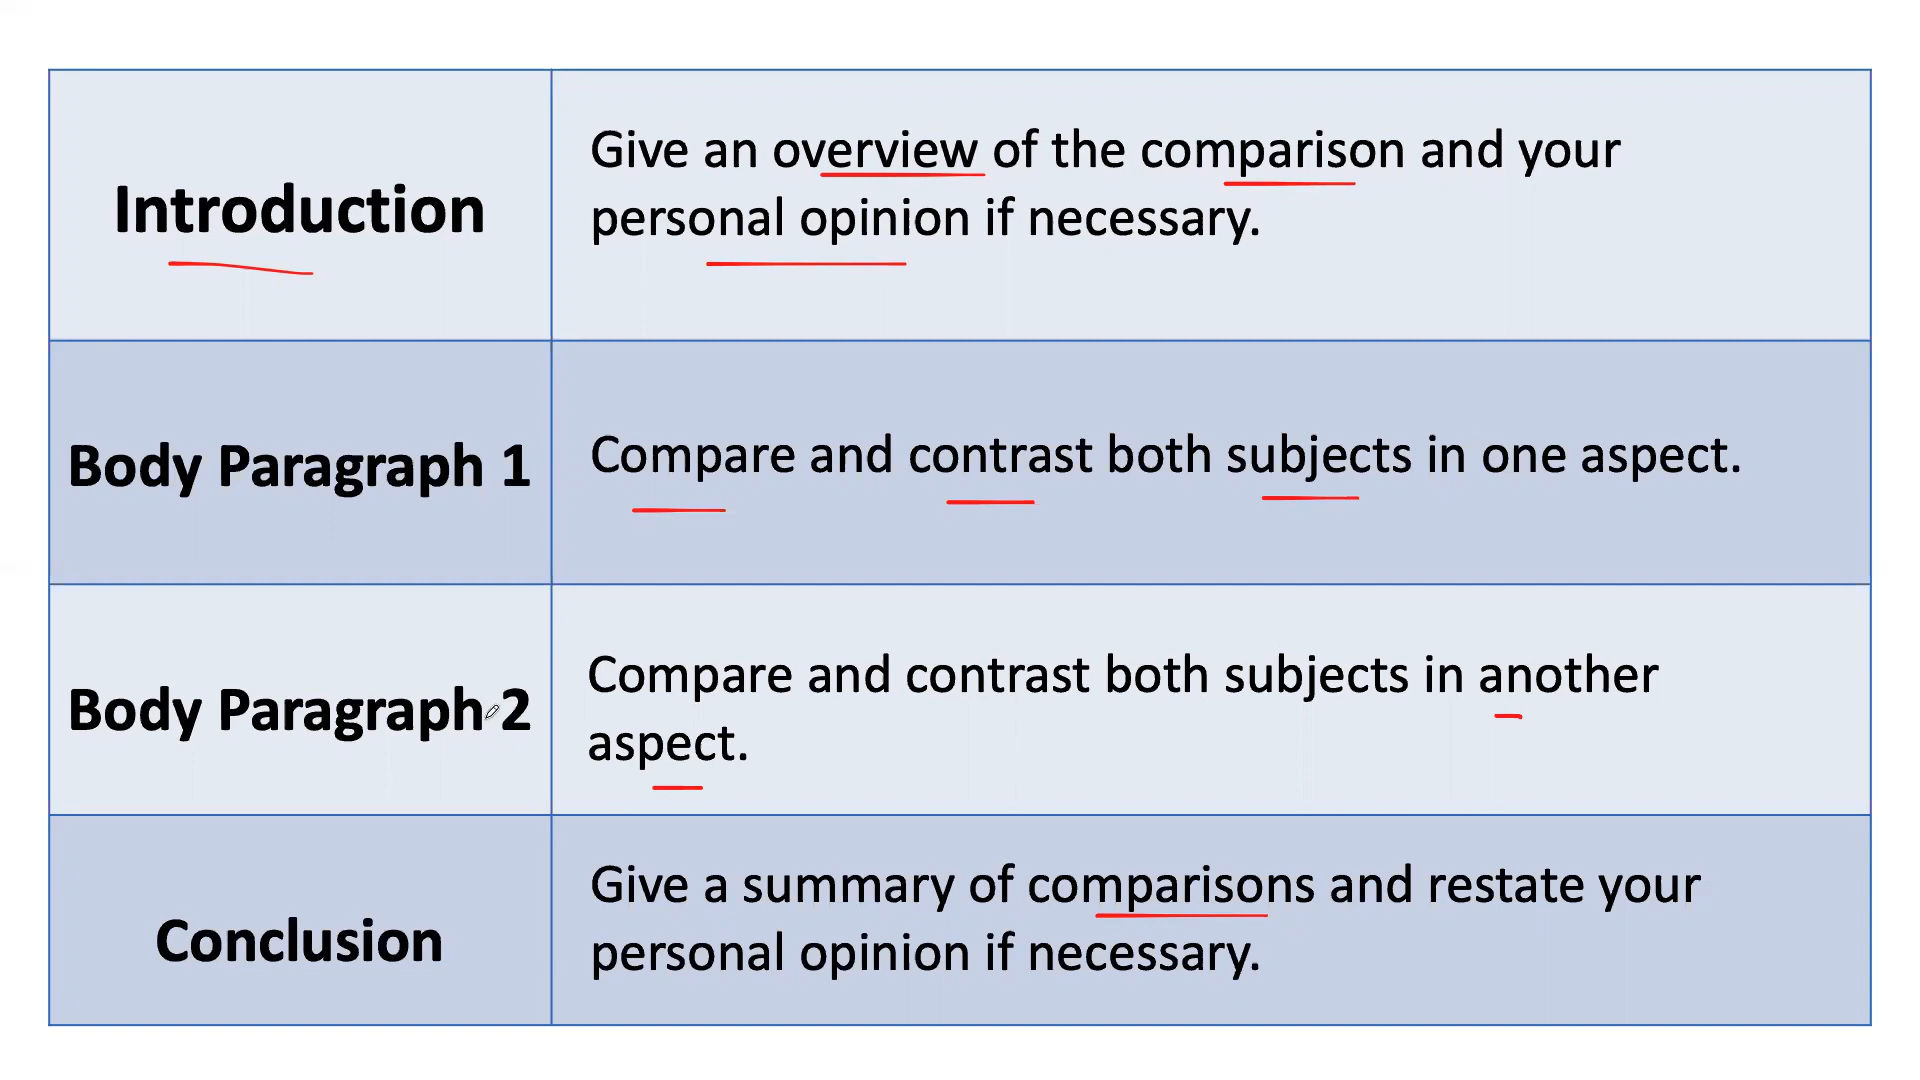 Introduction
Give an overview of the comparison and your
personal opinion if necessary.
Body Paragraph 1
Compare and contrast both subjects in one aspect.
Body Paragraph 2
Compare and contrast both subjects in another
aspect.
Conclusion
Give a summary of comparisons and restate your
personal opinion if necessary.